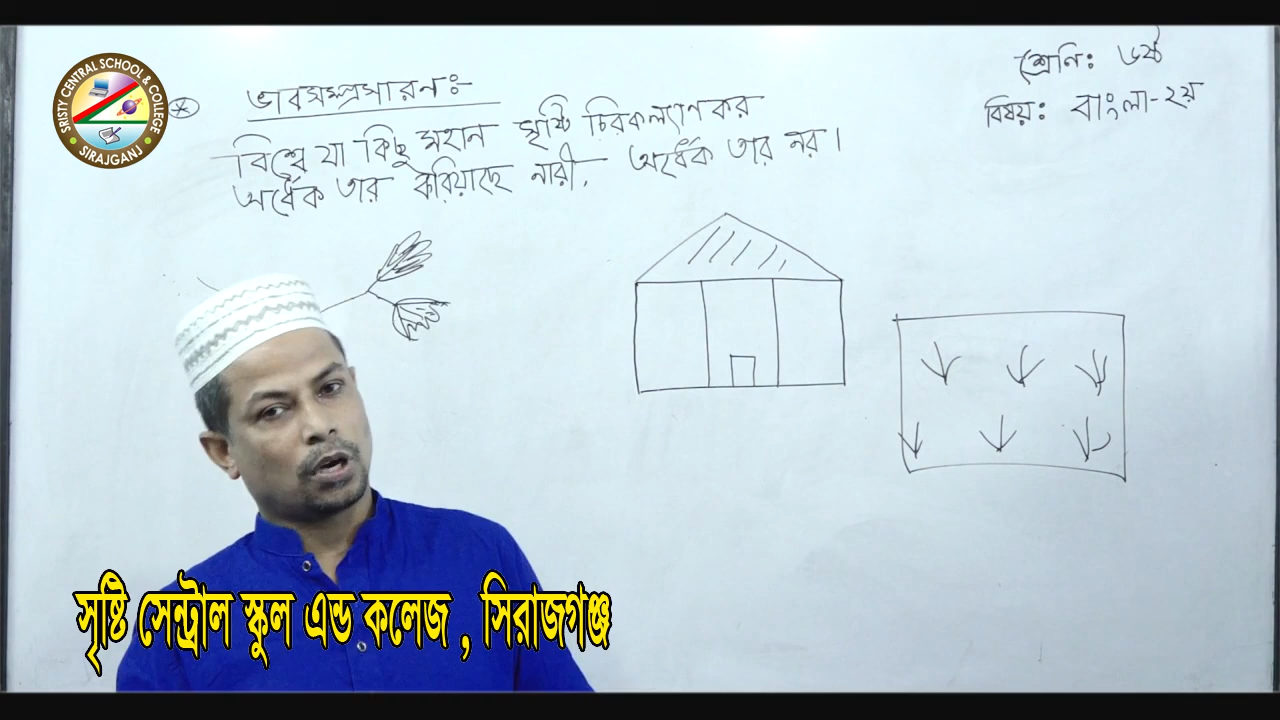 SRISTY CENTRAL SCHOOL & COLLEGE
SIRAJGANJ
শ্রেণি: ৬ষ্ঠ
বিষয়: বাংলা-২য়
ভাবসম্প্রসারণঃ-
বিশ্বে যা কিছু মহান সৃষ্টি চিরকল্যাণকর
অর্ধেক তার করিয়াছে নারী, অর্ধেক তার নর।
সৃষ্টি সেন্ট্রাল স্কুল এন্ড কলেজ , সিরাজগঞ্জ